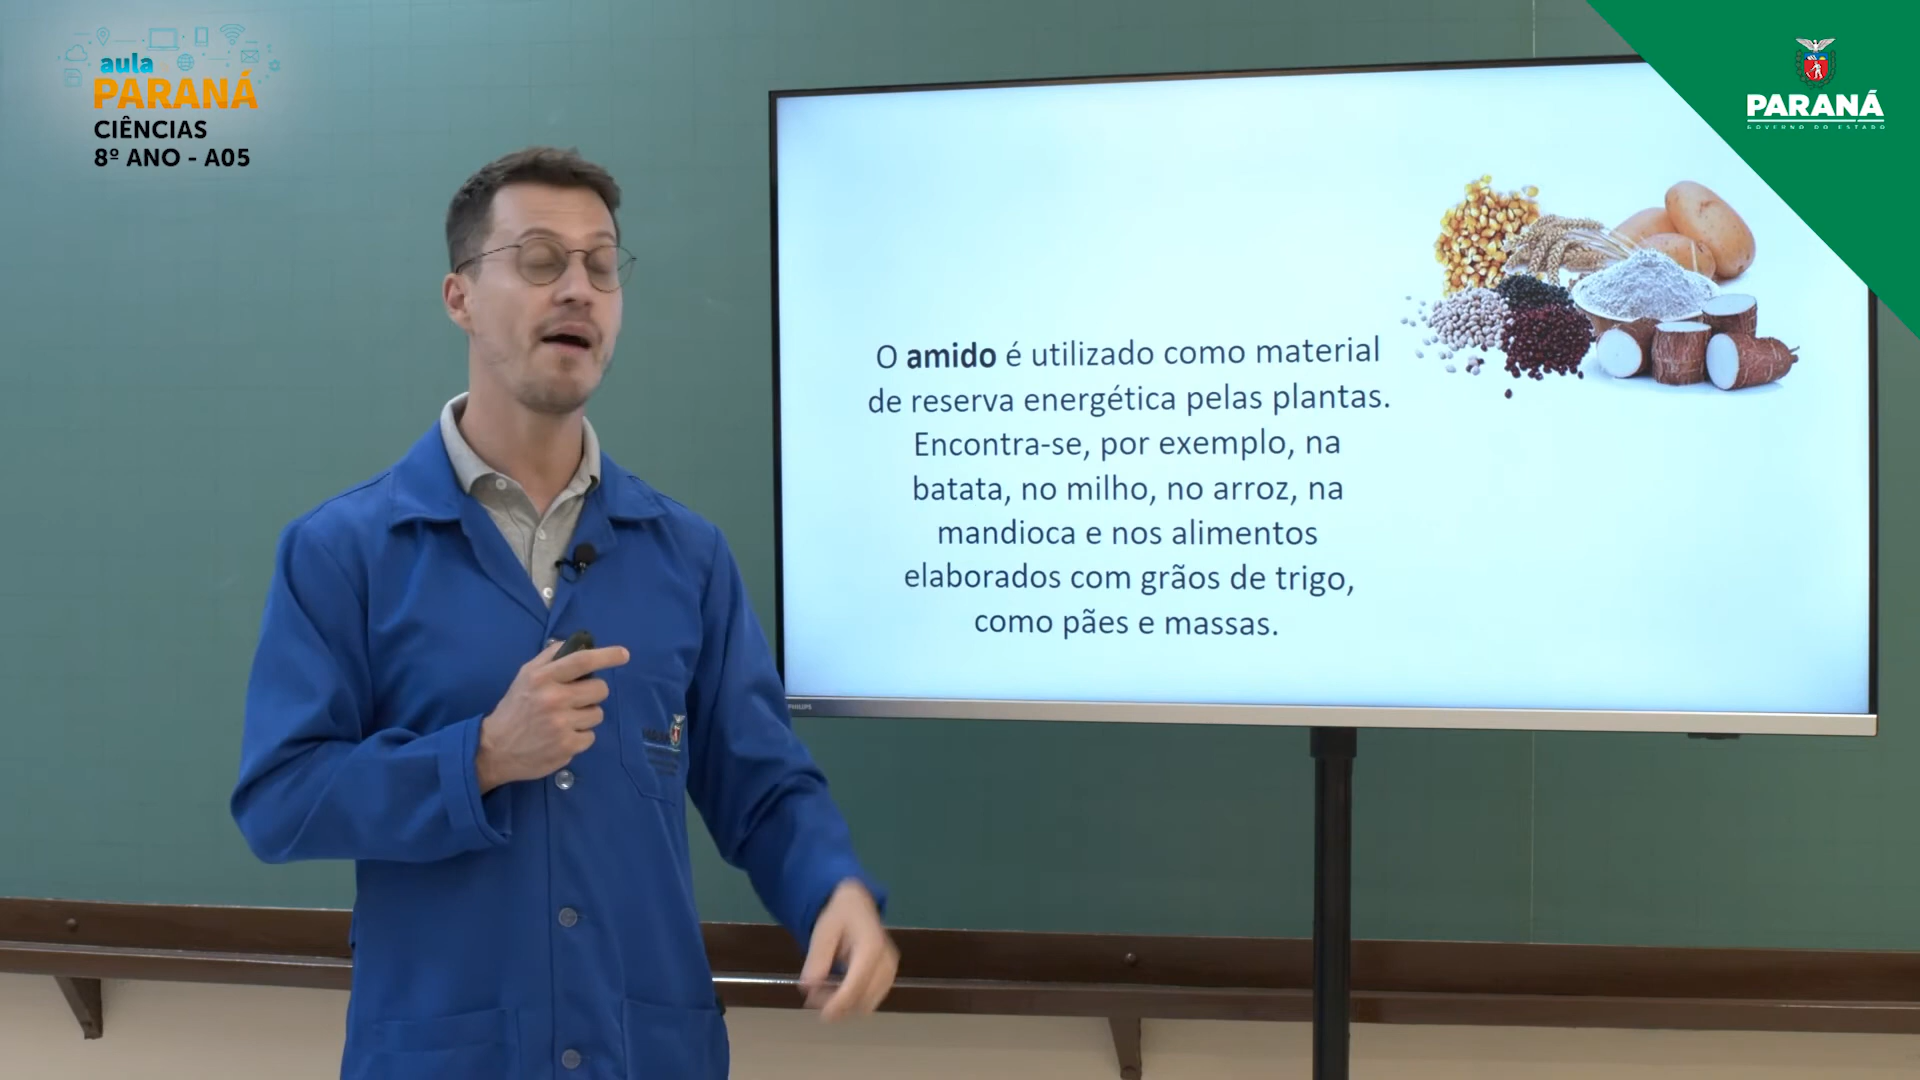 aula
PARANÁ
CIÊNCIAS
8º ANO - A05
PARANÁ
GOVERNO DO ESTADO
O amido é utilizado como material
de reserva energética pelas plantas.
Encontra-se, por exemplo, na
batata, no milho, no arroz, na
mandioca e nos alimentos
elaborados com grãos de trigo,
como pães e massas.
PHILIPS